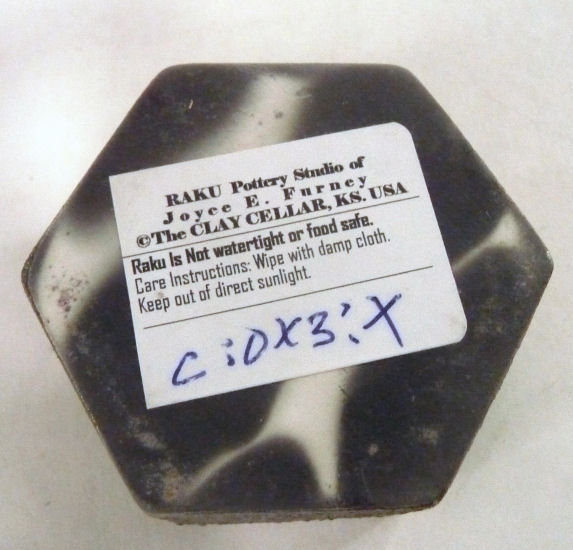 RAKU Pottery Studio of
Joyce E. Furney
©The CLAY CELLAR, KS. USA
Raku Is Not watertight or food safe.
Care Instructions: Wipe with damp cloth.
Keep out of direct sunlight.
C:DX3:X